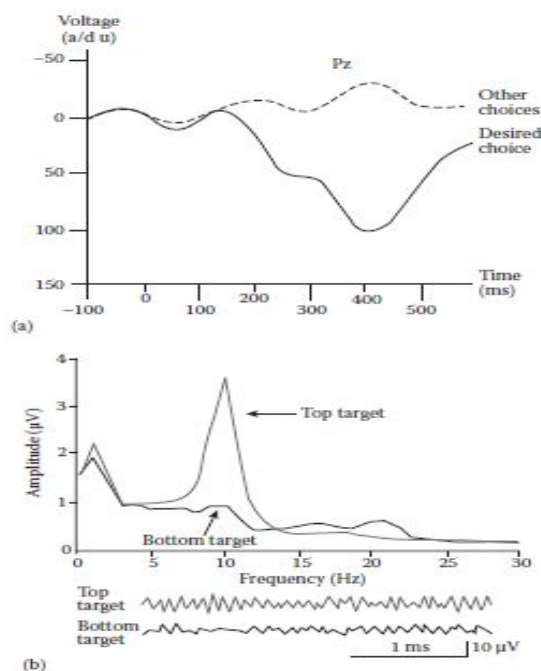 Voltage
(a/d u)
−50
0
50
100
150
Pz
Other
choices
Desired
choice
Time
(ms)
−100
0
100
200
300
400
500
(a)
4
3
2
1
0
Amplitude (μV)
Top target
Bottom target
5
10
15
20
25
30
Frequency (Hz)
Top
target
Bottom
target
1 ms
10 μV
(b)